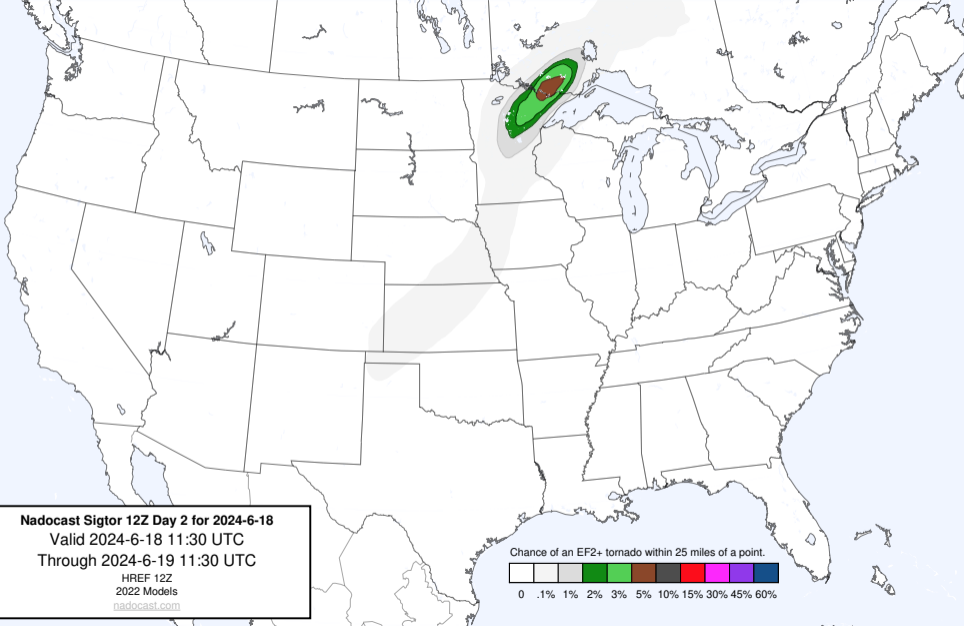 Nadocast Sigtor 12Z Day 2 for 2024-6-18
Valid 2024-6-18 11:30 UTC
Through 2024-6-19 11:30 UTC
HREF 12Z
2022 Models
nadocast.com
Chance of an EF2+ tornado within 25 miles of a point.
0 .1% 1% 2% 3% 5% 10% 15% 30% 45% 60%